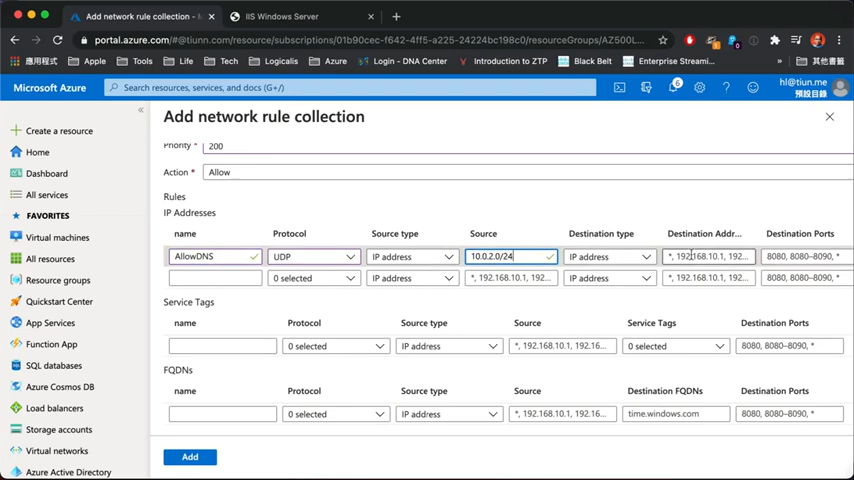 Add network rule collection - M
IIS Windows Server
portal.azure.com/#@tiunn.com/resource/subscriptions/01b90cec-f642-4ff5-a225-24224bc198c0/resourceGroups/AZ500L...
應用程式 Apple Tools Life Tech Logicalis Azure Login - DNA Center Introduction to ZTP Black Belt Enterprise Streami... » 其他書籤
Microsoft Azure Search resources, services, and docs (G+/) 6 hl@tiun.me
預設目錄
«
Create a resource
Home
Dashboard
All services
FAVORITES
Virtual machines
All resources
Resource groups
Quickstart Center
App Services
Function App
SQL databases
Azure Cosmos DB
Load balancers
Storage accounts
Virtual networks
Azure Active Directory
Add network rule collection
Priority * 200
Action * Allow
Rules
IP Addresses
name Protocol Source type Source Destination type Destination Addr... Destination Ports
AllowDNS UDP IP address 10.0.2.0/24 IP address *, 192.168.10.1, 192... 8080, 8080–8090, *
0 selected IP address *, 192.168.10.1, 192... IP address *, 192.168.10.1, 192... 8080, 8080–8090, *
Service Tags
name Protocol Source type Source Service Tags Destination Ports
0 selected IP address *, 192.168.10.1, 192.16... 0 selected 8080, 8080–8090, *
FQDNs
name Protocol Source type Source Destination FQDNs Destination Ports
0 selected IP address *, 192.168.10.1, 192.16... time.windows.com 8080, 8080–8090, *
Add